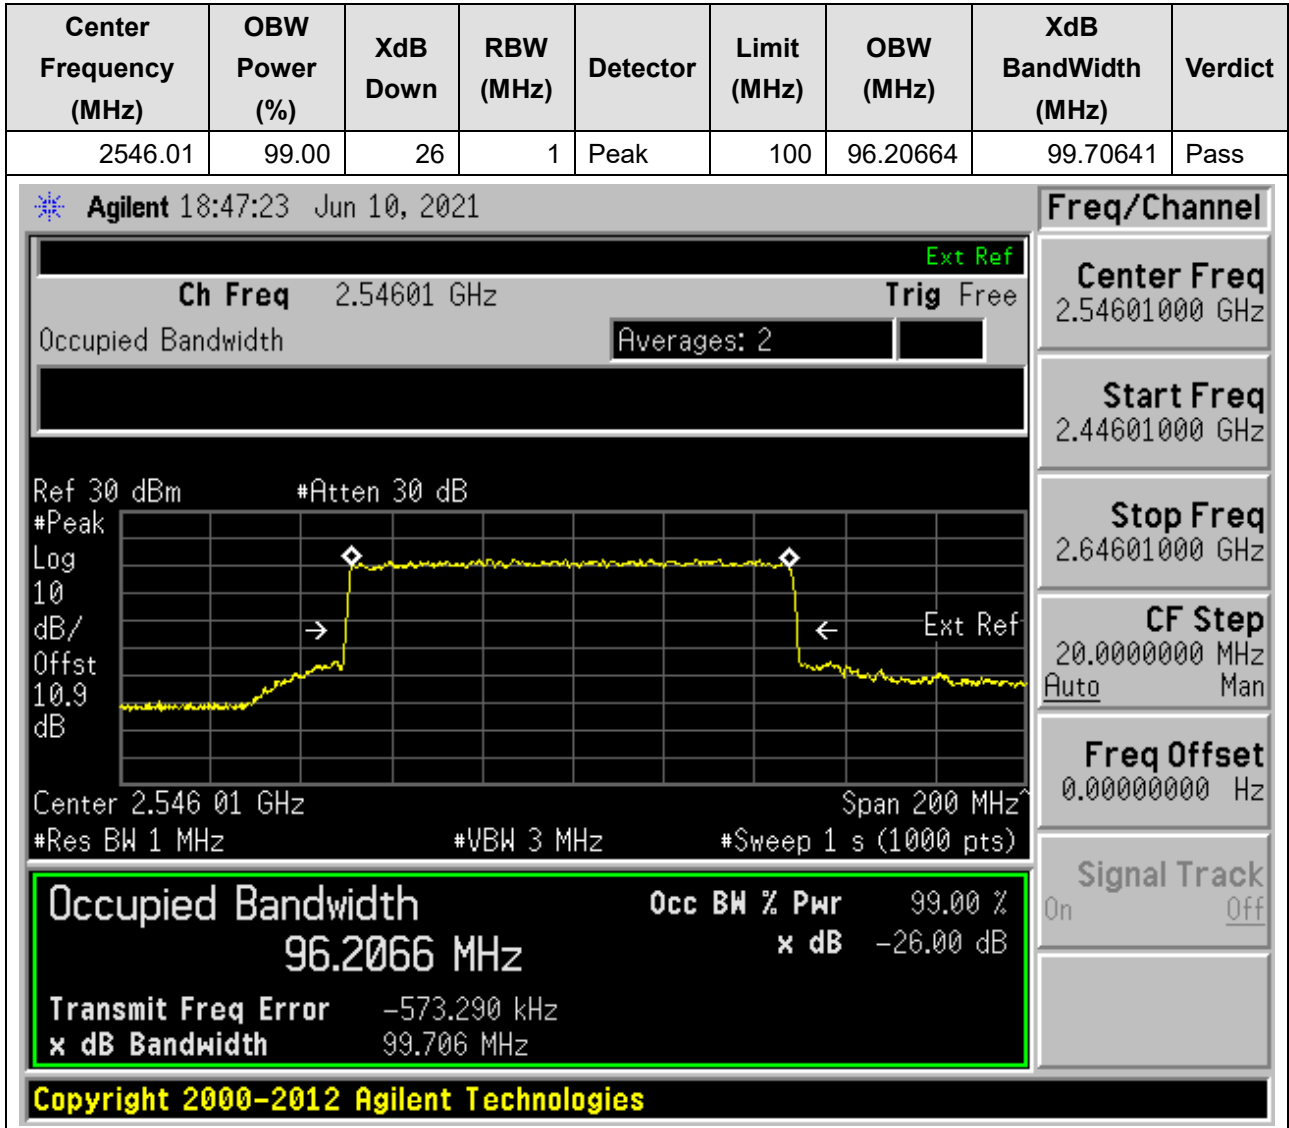 Center Frequency (MHz) OBW Power (%) XdB Down RBW (MHz) Detector Limit (MHz) OBW (MHz) XdB BandWidth (MHz) Verdict
2546.01 99.00 26 1 Peak 100 96.20664 99.70641 Pass
Agilent 18:47:23 Jun 10, 2021
Ext Ref
Ch Freq 2.54601 GHz Trig Free
Occupied Bandwidth Averages: 2
Ref 30 dBm #Atten 30 dB
#Peak
Log
10
dB/
Offst
10.9
dB
Ext Ref
Center 2.546 01 GHz Span 200 MHz^
#Res BW 1 MHz #VBW 3 MHz #Sweep 1 s (1000 pts)
Occupied Bandwidth
96.2066 MHz
Occ BW % Pwr 99.00 %
x dB -26.00 dB
Transmit Freq Error -573.290 kHz
x dB Bandwidth 99.706 MHz
Copyright 2000-2012 Agilent Technologies
Freq/Channel
Center Freq
2.54601000 GHz
Start Freq
2.44601000 GHz
Stop Freq
2.64601000 GHz
CF Step
20.0000000 MHz
Auto Man
Freq Offset
0.00000000 Hz
Signal Track
On Off